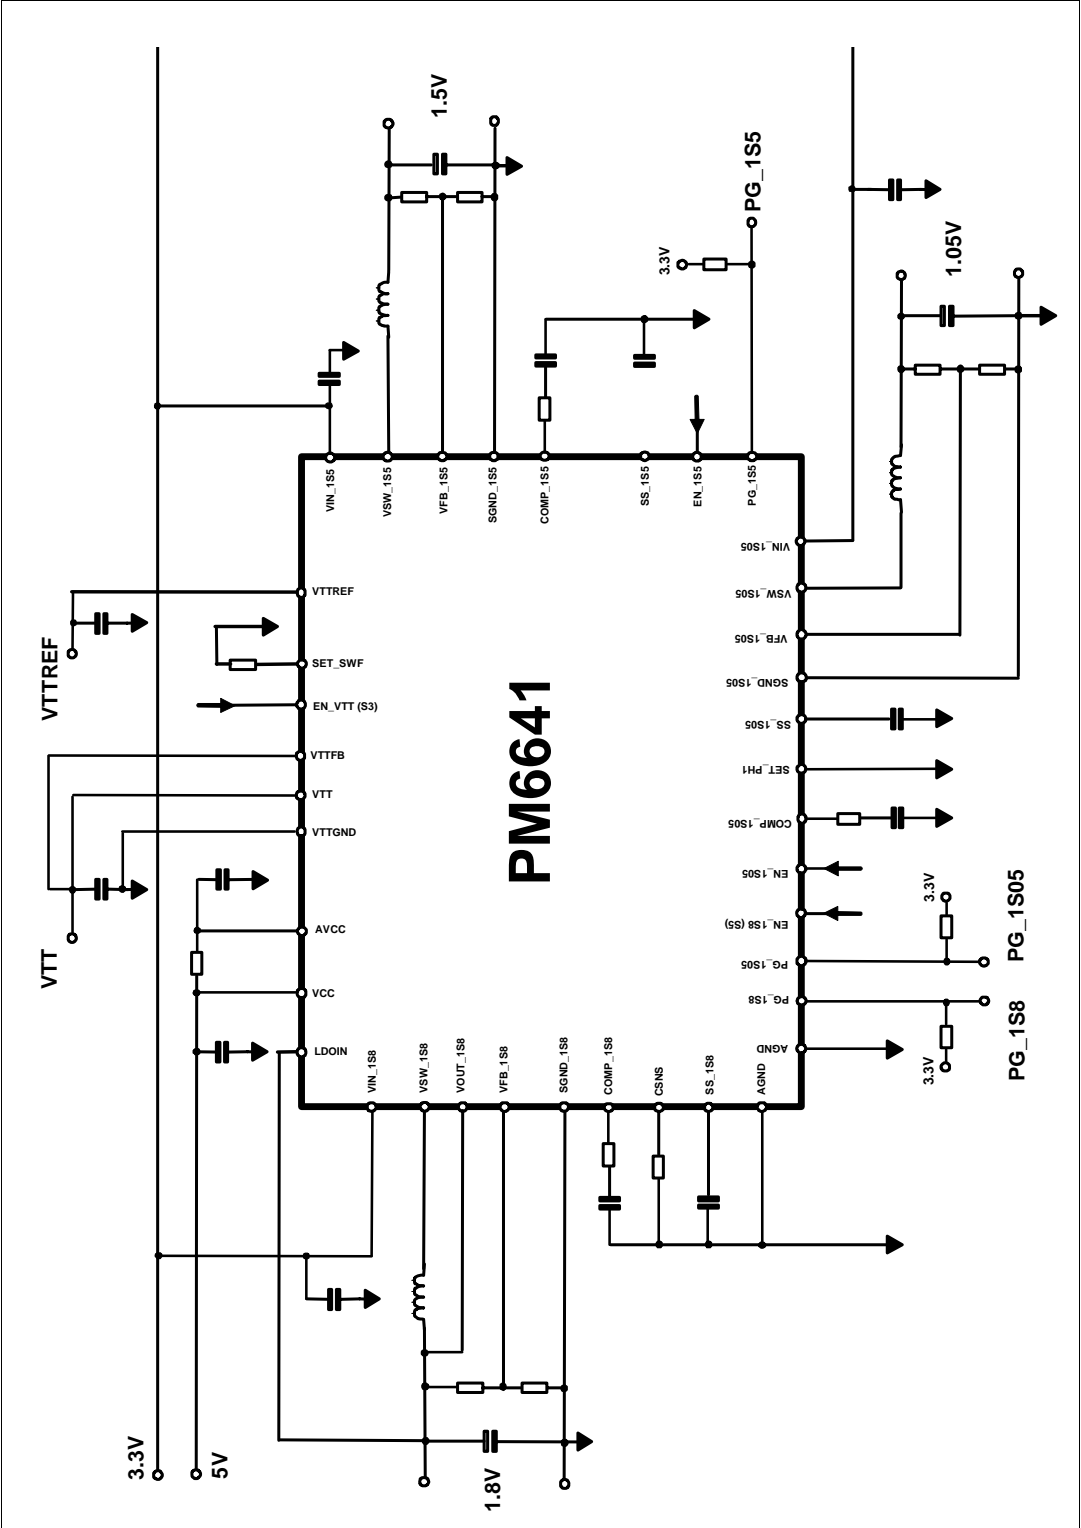 1.5V
PG_1S5
3.3V
1.05V
VIN_1S5
VSW_1S5
VFB_1S5
SGND_1S5
COMP_1S5
SS_1S5
EN_1S5
PG_1S5
VTTREF
VTTREF
SET_SWF
EN_VTT (S3)
VTTFB
VTT
VTTGND
AVCC
VCC
LDOIN
VTT
PM6641
VIN_1S05
VSW_1S05
VFB_1S05
SGND_1S05
SS_1S05
SET_PH1
COMP_1S05
EN_1S05
EN_1S8 (S5)
PG_1S05
PG_1S8
AGND
3.3V
PG_1S05
3.3V
PG_1S8
VIN_1S8
VSW_1S8
VOUT_1S8
VFB_1S8
SGND_1S8
COMP_1S8
CSNS
SS_1S8
AGND
3.3V
5V
1.8V